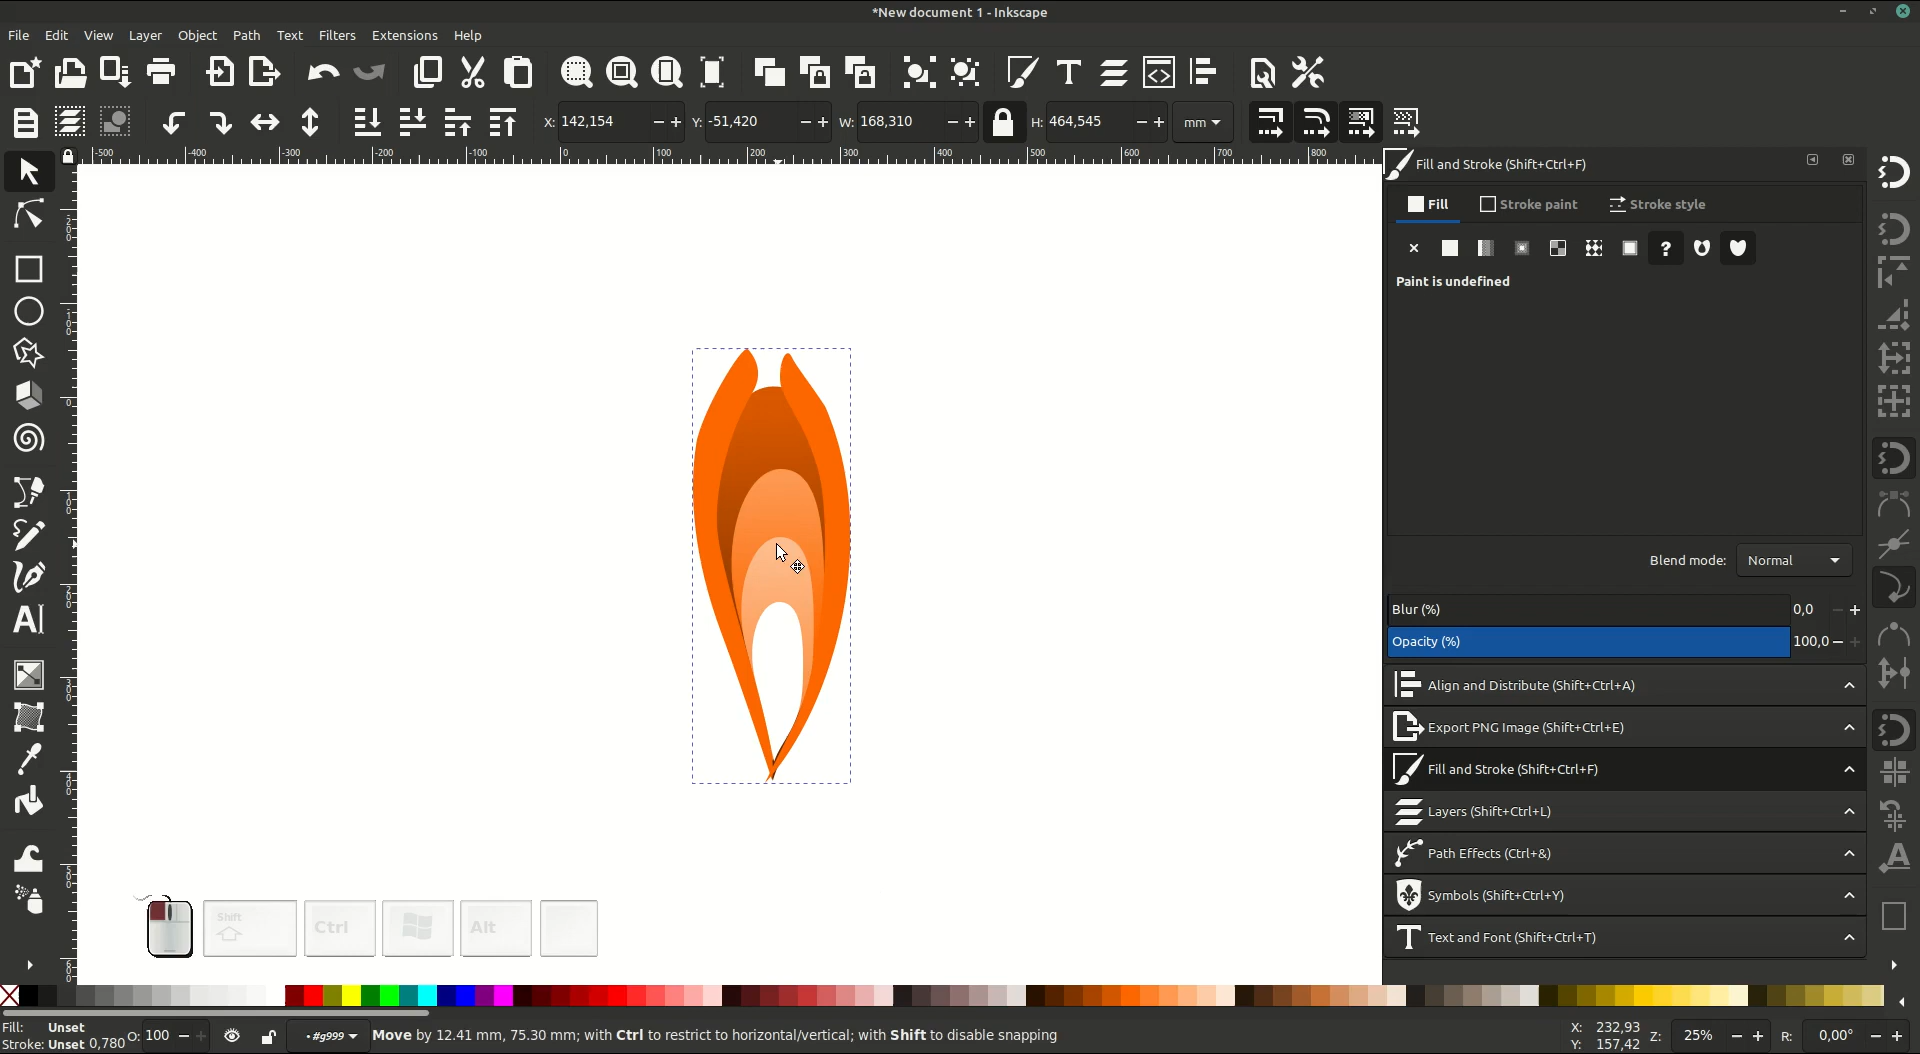 *New document 1 - Inkscape
File Edit View Layer Object Path Text Filters Extensions Help
X: 142,154 Y: -51,420 W: 168,310 H: 464,545 mm
-500 -400 -300 -200 -100 0 100 200 300 400 500 600 700 800
Fill and Stroke (Shift+Ctrl+F)
Fill Stroke paint Stroke style
Paint is undefined
Blend mode: Normal
Blur (%) 0,0
Opacity (%) 100,0
Align and Distribute (Shift+Ctrl+A)
Export PNG Image (Shift+Ctrl+E)
Fill and Stroke (Shift+Ctrl+F)
Layers (Shift+Ctrl+L)
Path Effects (Ctrl+&)
Symbols (Shift+Ctrl+Y)
Text and Font (Shift+Ctrl+T)
Shift Ctrl Alt
Fill: Unset
Stroke: Unset 0,780 O: 100
#g999
Move by 12.41 mm, 75.30 mm; with Ctrl to restrict to horizontal/vertical; with Shift to disable snapping
X: 232,93
Y: 157,42
Z: 25% R: 0,00°